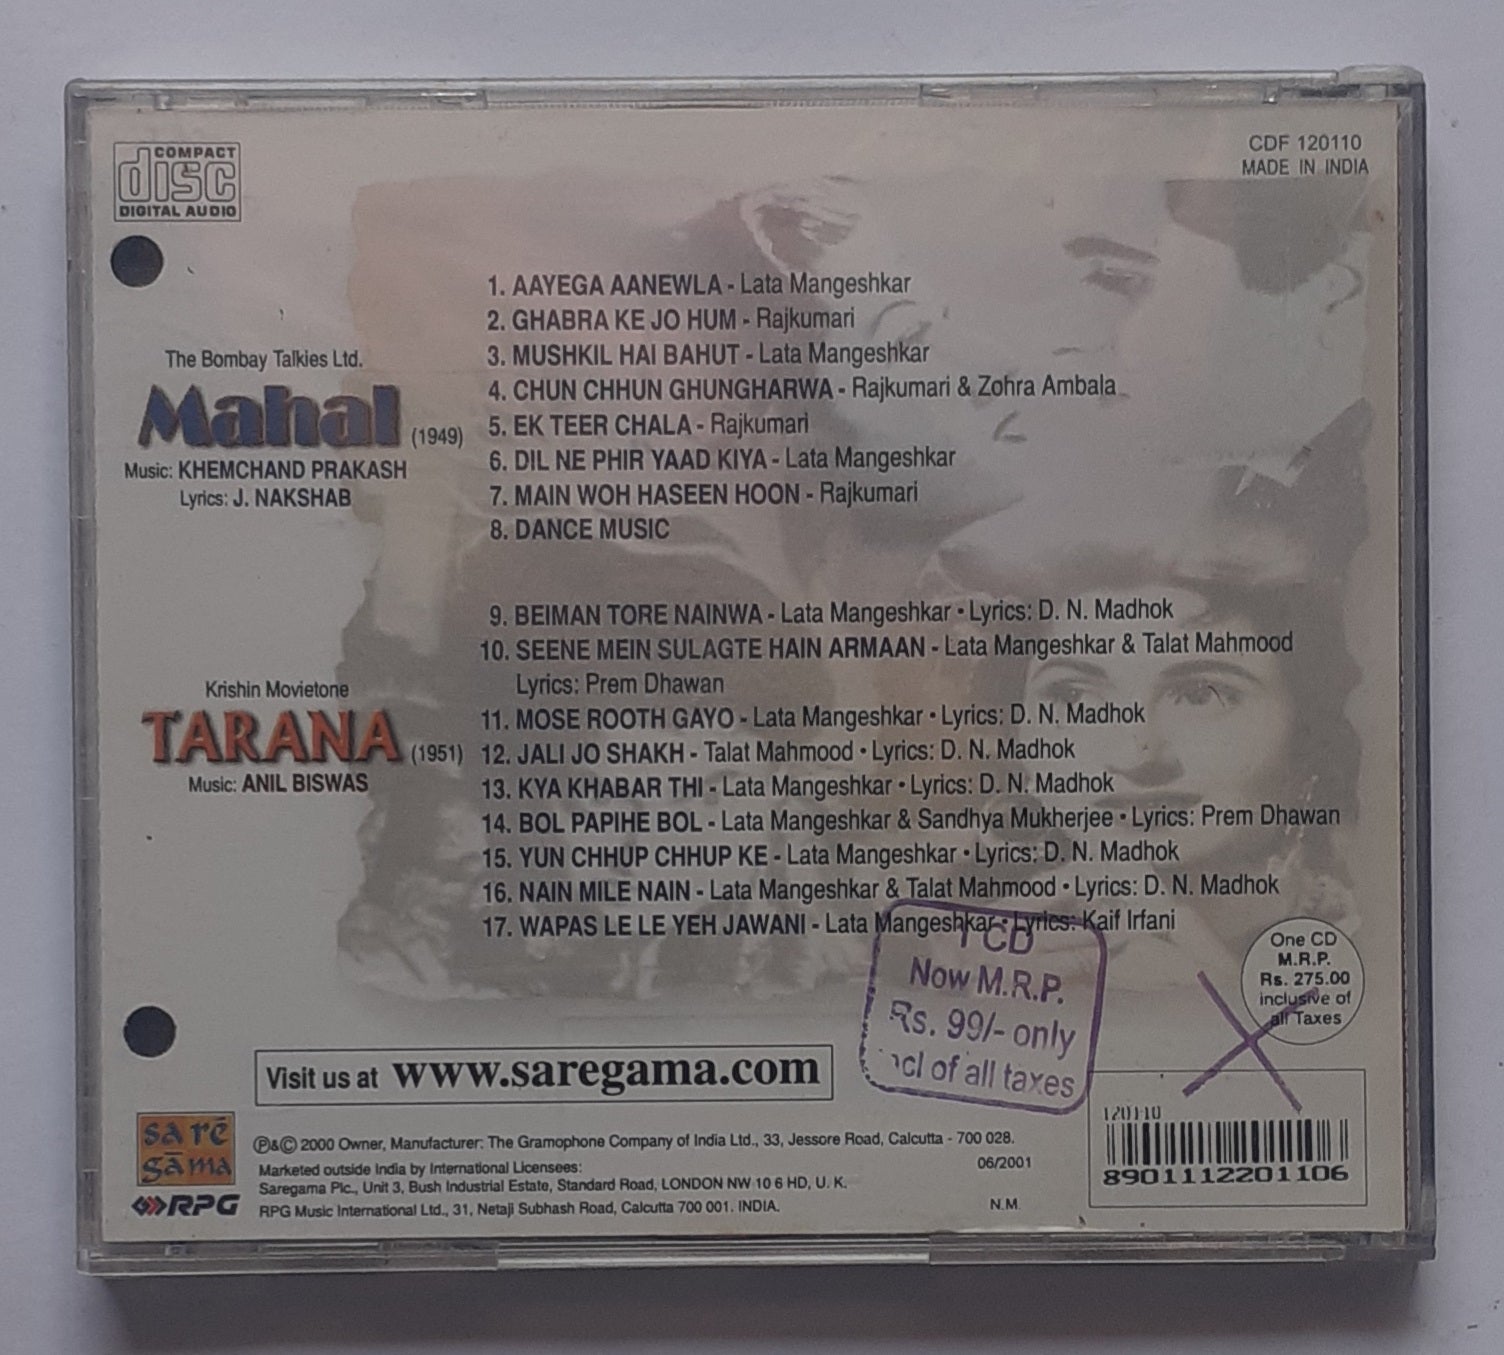 COMPACT
disc
DIGITAL AUDIO
CDF 120110
MADE IN INDIA
The Bombay Talkies Ltd.
Mahal (1949)
Music: KHEMCHAND PRAKASH
Lyrics: J. NAKSHAB
1. AAYEGA AANEWLA - Lata Mangeshkar
2. GHABRA KE JO HUM - Rajkumari
3. MUSHKIL HAI BAHUT - Lata Mangeshkar
4. CHUN CHHUN GHUNGHARWA - Rajkumari & Zohra Ambala
5. EK TEER CHALA - Rajkumari
6. DIL NE PHIR YAAD KIYA - Lata Mangeshkar
7. MAIN WOH HASEEN HOON - Rajkumari
8. DANCE MUSIC
Krishin Movietone
TARANA (1951)
Music: ANIL BISWAS
9. BEIMAN TORE NAINWA - Lata Mangeshkar • Lyrics: D. N. Madhok
10. SEENE MEIN SULAGTE HAIN ARMAAN - Lata Mangeshkar & Talat Mahmood
Lyrics: Prem Dhawan
11. MOSE ROOTH GAYO - Lata Mangeshkar • Lyrics: D. N. Madhok
12. JALI JO SHAKH - Talat Mahmood • Lyrics: D. N. Madhok
13. KYA KHABAR THI - Lata Mangeshkar • Lyrics: D. N. Madhok
14. BOL PAPIHE BOL - Lata Mangeshkar & Sandhya Mukherjee • Lyrics: Prem Dhawan
15. YUN CHHUP CHHUP KE - Lata Mangeshkar • Lyrics: D. N. Madhok
16. NAIN MILE NAIN - Lata Mangeshkar & Talat Mahmood • Lyrics: D. N. Madhok
17. WAPAS LE LE YEH JAWANI - Lata Mangeshkar • Lyrics: Kaif Irfani
1 CD
Now M.R.P.
Rs. 99/- only
incl of all taxes
One CD
M.R.P.
Rs. 275.00
inclusive of
all Taxes
Visit us at www.saregama.com
sa rē
gāma
RPG
℗&© 2000 Owner, Manufacturer: The Gramophone Company of India Ltd., 33, Jessore Road, Calcutta - 700 028.
Marketed outside India by International Licensees:
Saregama Plc., Unit 3, Bush Industrial Estate, Standard Road, LONDON NW 10 6 HD, U. K.
RPG Music International Ltd., 31, Netaji Subhash Road, Calcutta 700 001. INDIA.
06/2001
N.M.
120110
8901112201106